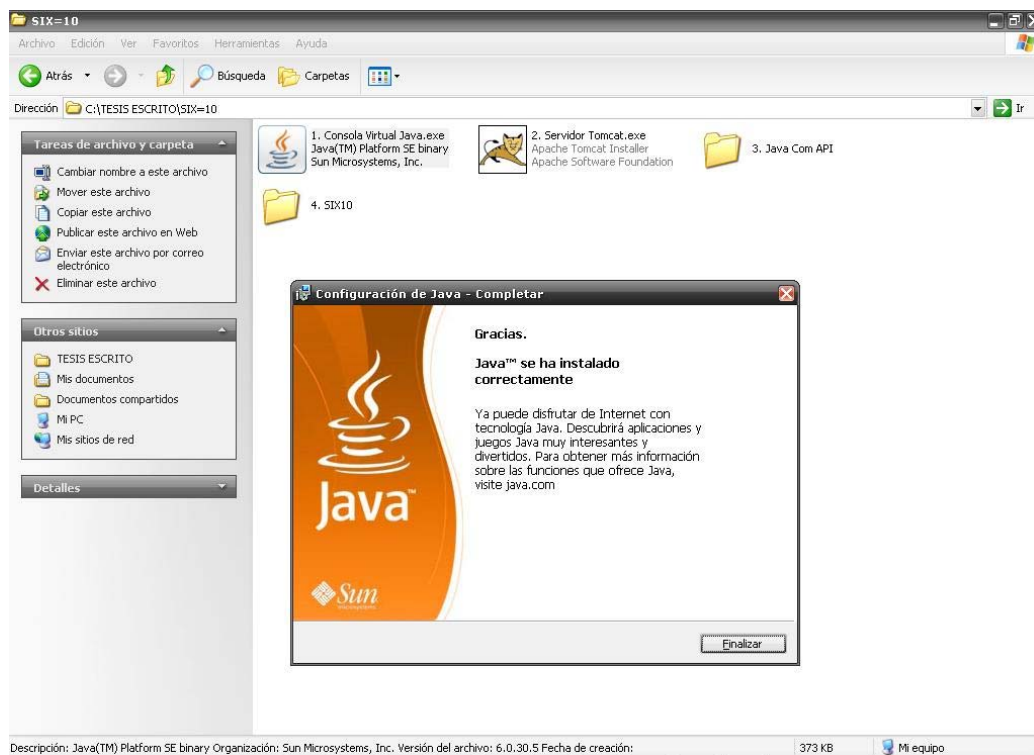 SIX=10
Archivo Edición Ver Favoritos Herramientas Ayuda
Atrás Búsqueda Carpetas
Dirección C:\TESIS ESCRITO\SIX=10 Ir
Tareas de archivo y carpeta
Cambiar nombre a este archivo
Mover este archivo
Copiar este archivo
Publicar este archivo en Web
Enviar este archivo por correo
electrónico
Eliminar este archivo
Otros sitios
TESIS ESCRITO
Mis documentos
Documentos compartidos
Mi PC
Mis sitios de red
Detalles
1. Consola Virtual Java.exe
Java(TM) Platform SE binary
Sun Microsystems, Inc.
2. Servidor Tomcat.exe
Apache Tomcat Installer
Apache Software Foundation
3. Java Com API
4. SIX10
Configuración de Java - Completar
Java™
Sun
microsystems
Gracias.
Java™ se ha instalado
correctamente
Ya puede disfrutar de Internet con
tecnología Java. Descubrirá aplicaciones y
juegos Java muy interesantes y
divertidos. Para obtener más información
sobre las funciones que ofrece Java,
visite java.com
Finalizar
Descripción: Java(TM) Platform SE binary Organización: Sun Microsystems, Inc. Versión del archivo: 6.0.30.5 Fecha de creación: 373 KB Mi equipo